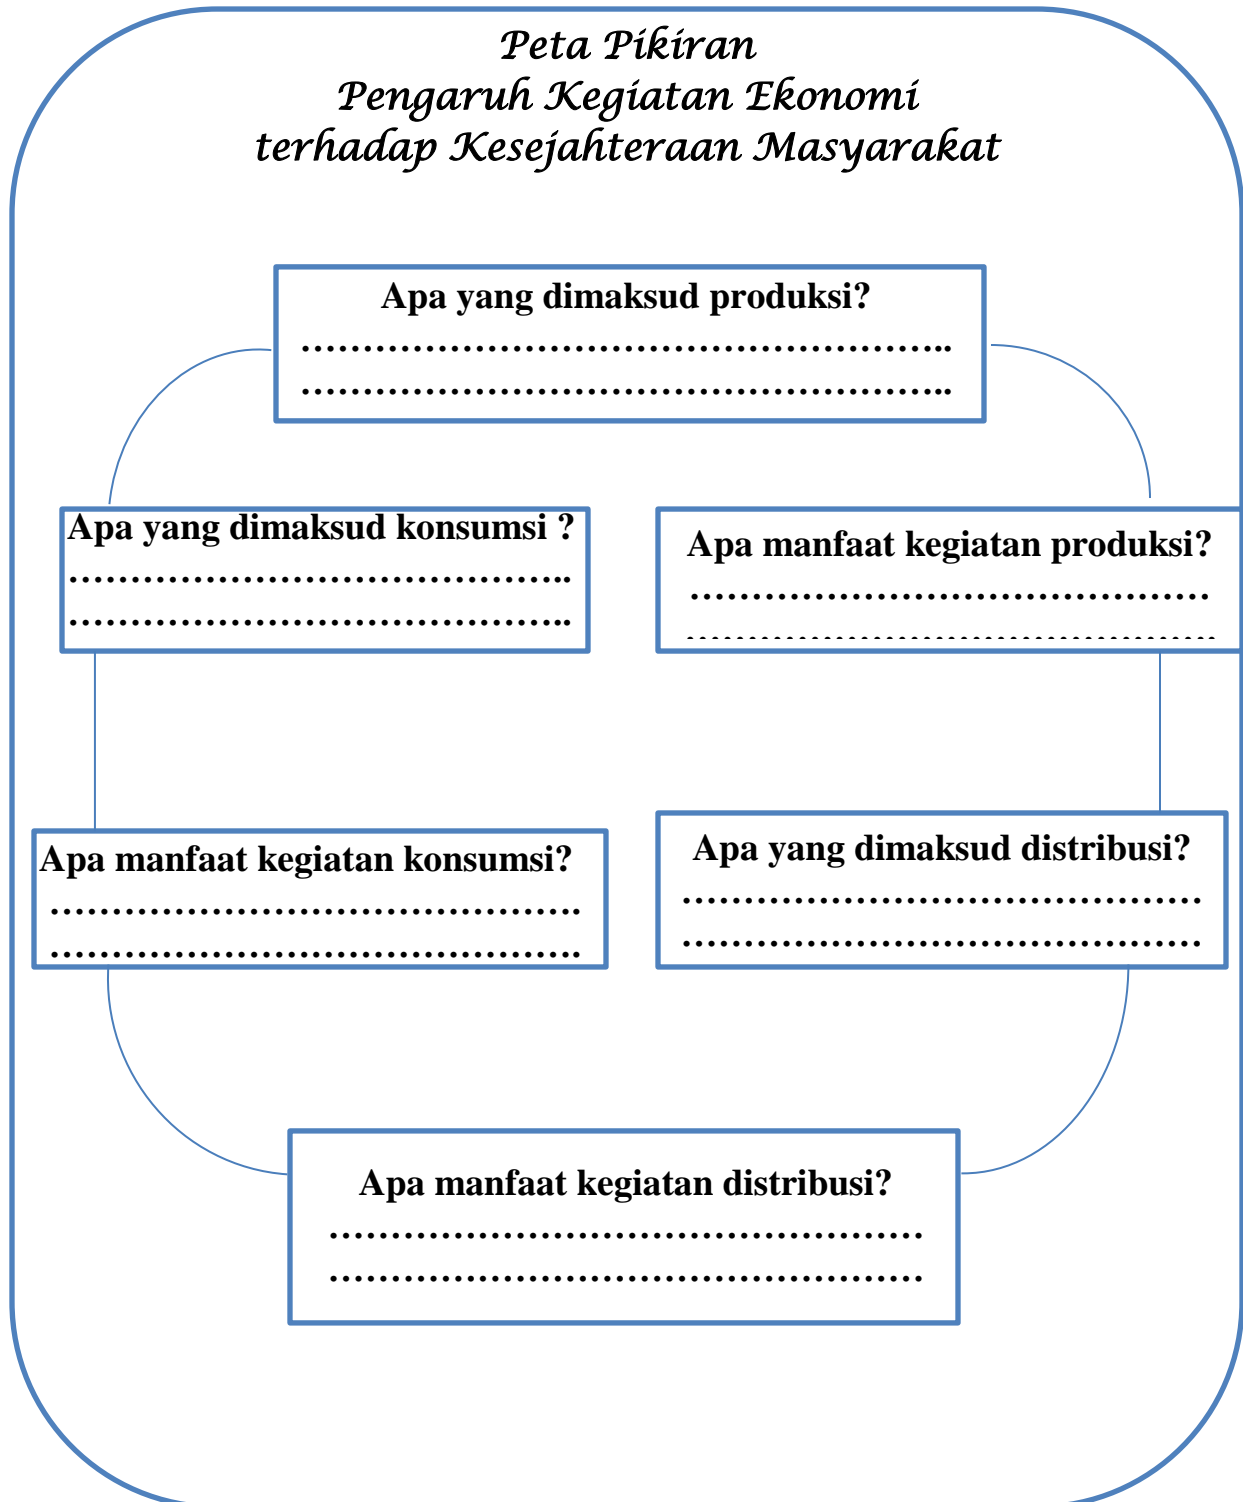 Peta Pikiran
Pengaruh Kegiatan Ekonomi
terhadap Kesejahteraan Masyarakat
Apa yang dimaksud produksi?
…………………………………………….. 
……………………………………………..
Apa yang dimaksud konsumsi ?
…………………………………..
…………………………………..
Apa manfaat kegiatan produksi?
……………………………………
……………………………………
Apa manfaat kegiatan konsumsi?
…………………………………….
…………………………………….
Apa yang dimaksud distribusi?
……………………………………
……………………………………
Apa manfaat kegiatan distribusi?
…………………………………………
…………………………………………